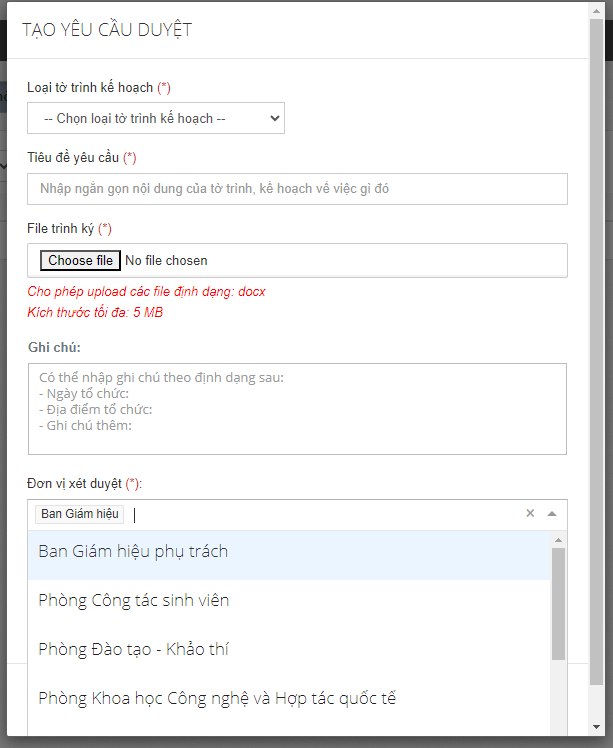 TẠO YÊU CẦU DUYỆT
Loại tờ trình kế hoạch (*)
-- Chọn loại tờ trình kế hoạch --
Tiêu đề yêu cầu (*)
Nhập ngắn gọn nội dung của tờ trình, kế hoạch về việc gì đó
File trình ký (*)
Choose file No file chosen
Cho phép upload các file định dạng: docx
Kích thước tối đa: 5 MB
Ghi chú:
Có thể nhập ghi chú theo định dạng sau:
- Ngày tổ chức:
- Địa điểm tổ chức:
- Ghi chú thêm:
Đơn vị xét duyệt (*):
Ban Giám hiệu
Ban Giám hiệu phụ trách
Phòng Công tác sinh viên
Phòng Đào tạo - Khảo thí
Phòng Khoa học Công nghệ và Hợp tác quốc tế